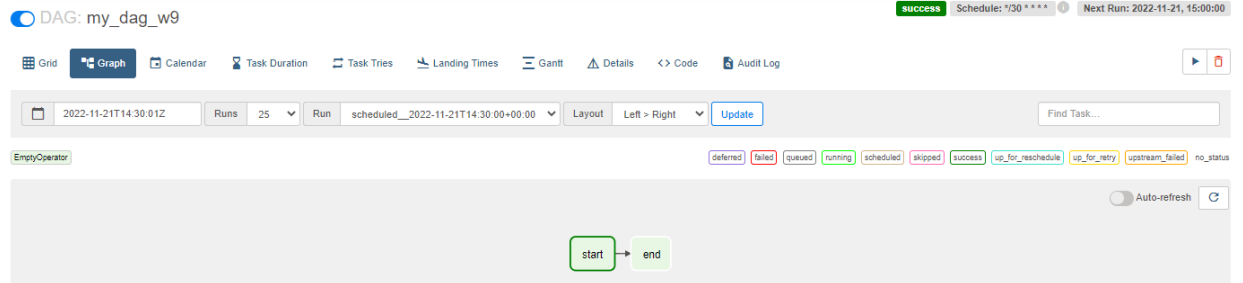 DAG: my_dag_w9 success Schedule: */30 * * * * i Next Run: 2022-11-21, 15:00:00
Grid Graph Calendar Task Duration Task Tries Landing Times Gantt Details <> Code Audit Log
2022-11-21T14:30:01Z Runs 25 Run scheduled__2022-11-21T14:30:00+00:00 Layout Left > Right Update Find Task...
EmptyOperator deferred failed queued running scheduled skipped success up_for_reschedule up_for_retry upstream_failed no_status
Auto-refresh
start end